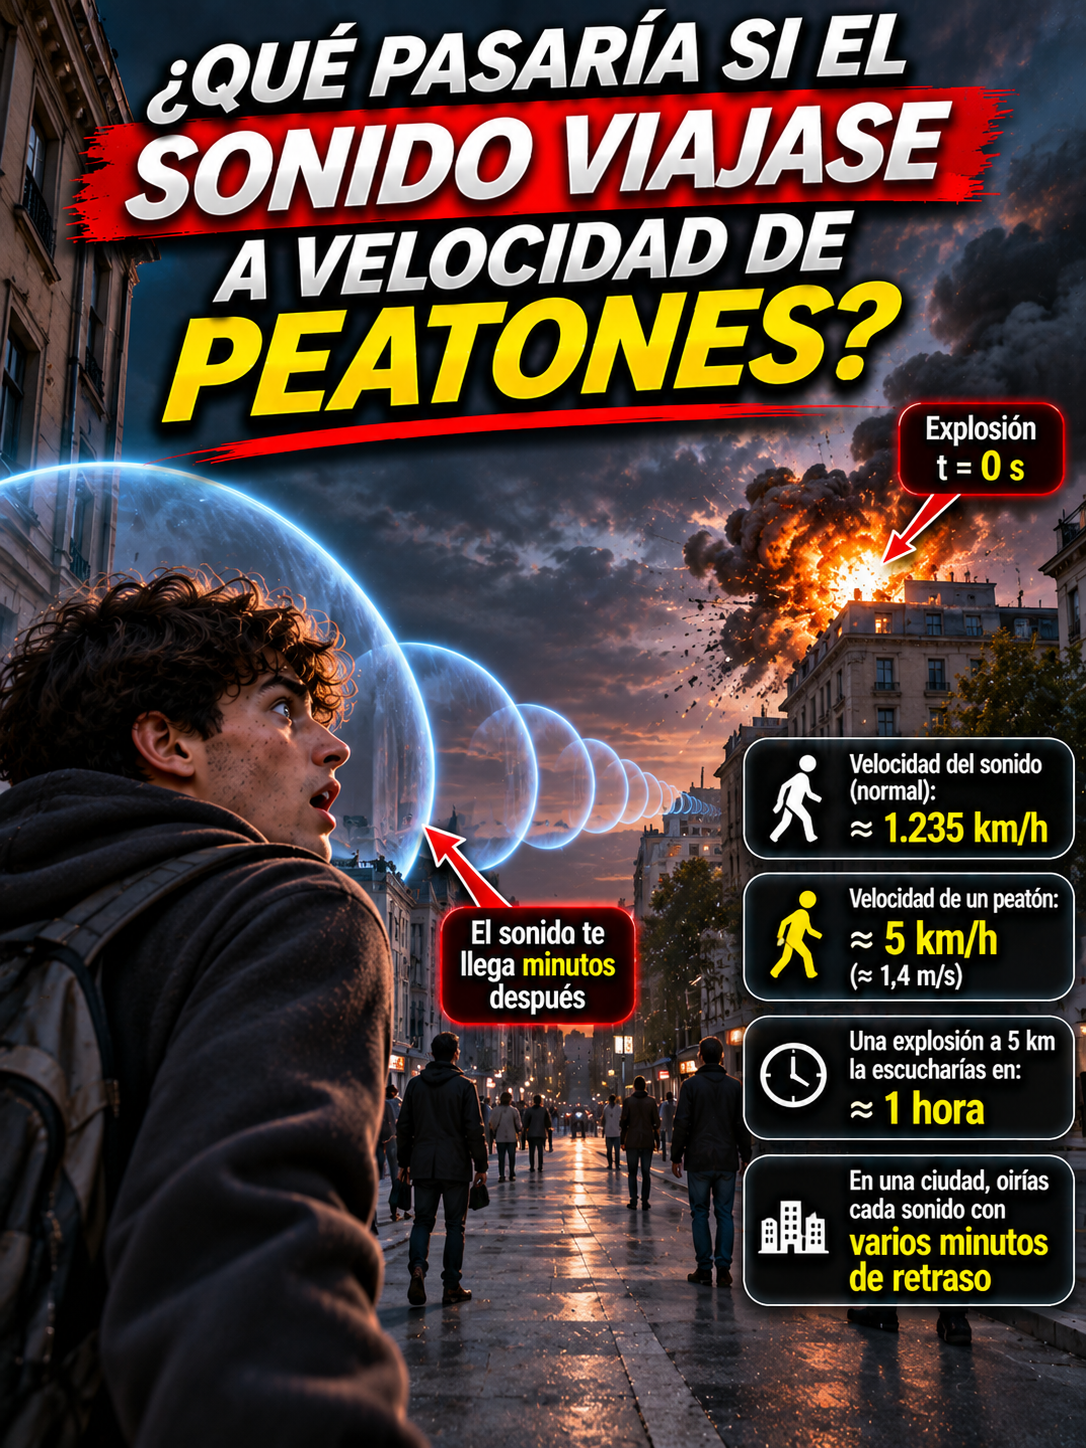 ¿QUÉ PASARÍA SI EL
SONIDO VIAJASE
A VELOCIDAD DE
PEATONES?
Explosión
t = 0 s
El sonido te
llega minutos
después
Velocidad del sonido
(normal):
≈ 1.235 km/h
Velocidad de un peatón:
≈ 5 km/h
(≈ 1,4 m/s)
Una explosión a 5 km
la escucharías en:
≈ 1 hora
En una ciudad, oirías
cada sonido con
varios minutos
de retraso